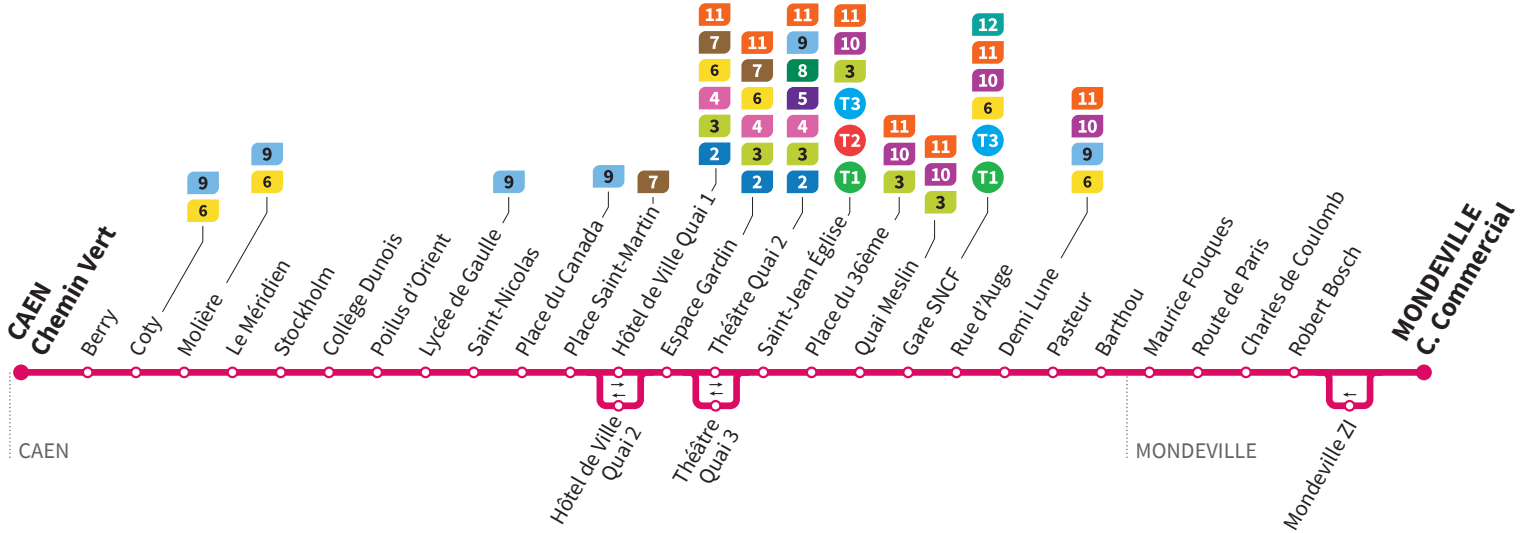 11
7
6
4
3
2
11
7
6
4
3
2
11
9
8
5
4
3
2
11
10
3
T3
T2
T1
11
10
3
11
10
3
12
11
10
6
T3
T1
11
10
9
6
9
6
9
6
9
9
7
CAEN
Chemin Vert
Berry
Coty
Molière
Le Méridien
Stockholm
Collège Dunois
Poilus d'Orient
Lycée de Gaulle
Saint-Nicolas
Place du Canada
Place Saint-Martin
Hôtel de Ville Quai 1
Espace Gardin
Théâtre Quai 2
Saint-Jean Église
Place du 36ème
Quai Meslin
Gare SNCF
Rue d'Auge
Demi Lune
Pasteur
Barthou
Maurice Fouques
Route de Paris
Charles de Coulomb
Robert Bosch
MONDEVILLE
C. Commercial
Hôtel de Ville
Quai 2
Théâtre
Quai 3
Mondeville ZI
CAEN
MONDEVILLE